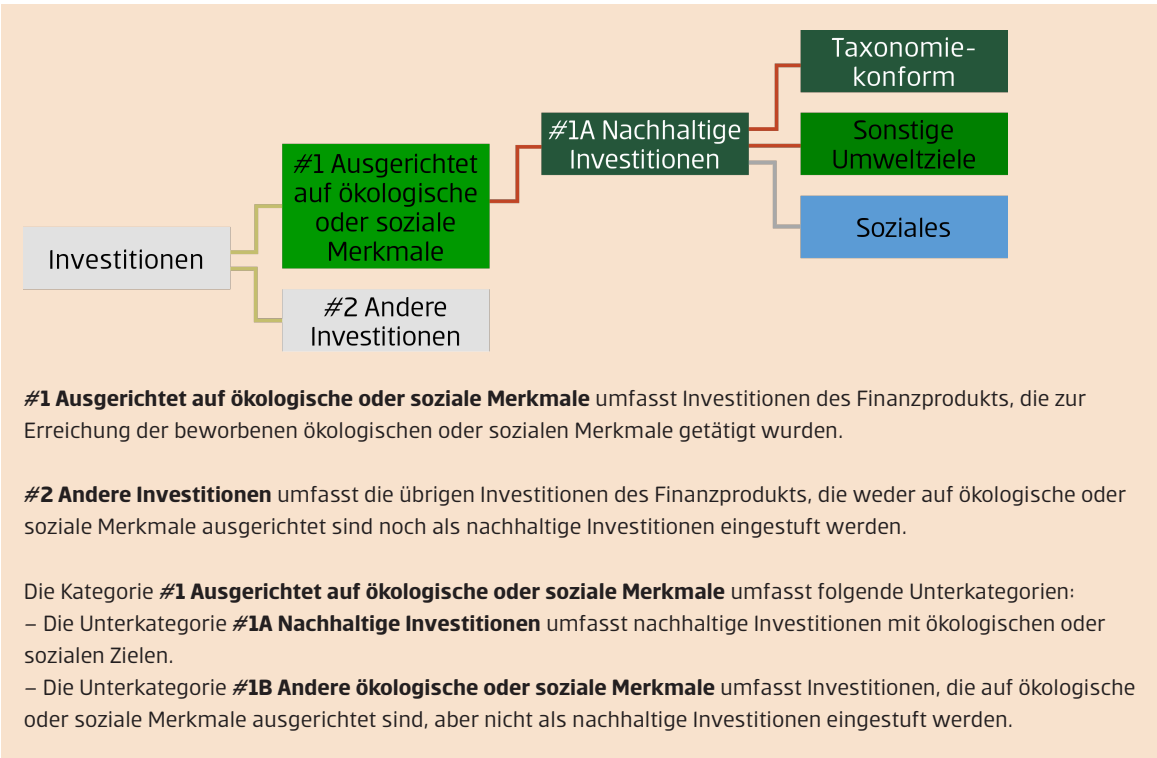 Taxonomie-
konform
#1A Nachhaltige
Investitionen
Sonstige
Umweltziele
#1 Ausgerichtet
auf ökologische
oder soziale
Merkmale
Soziales
Investitionen
#2 Andere
Investitionen
#1 Ausgerichtet auf ökologische oder soziale Merkmale umfasst Investitionen des Finanzprodukts, die zur
Erreichung der beworbenen ökologischen oder sozialen Merkmale getätigt wurden.
#2 Andere Investitionen umfasst die übrigen Investitionen des Finanzprodukts, die weder auf ökologische oder
soziale Merkmale ausgerichtet sind noch als nachhaltige Investitionen eingestuft werden.
Die Kategorie #1 Ausgerichtet auf ökologische oder soziale Merkmale umfasst folgende Unterkategorien:
– Die Unterkategorie #1A Nachhaltige Investitionen umfasst nachhaltige Investitionen mit ökologischen oder
sozialen Zielen.
– Die Unterkategorie #1B Andere ökologische oder soziale Merkmale umfasst Investitionen, die auf ökologische
oder soziale Merkmale ausgerichtet sind, aber nicht als nachhaltige Investitionen eingestuft werden.